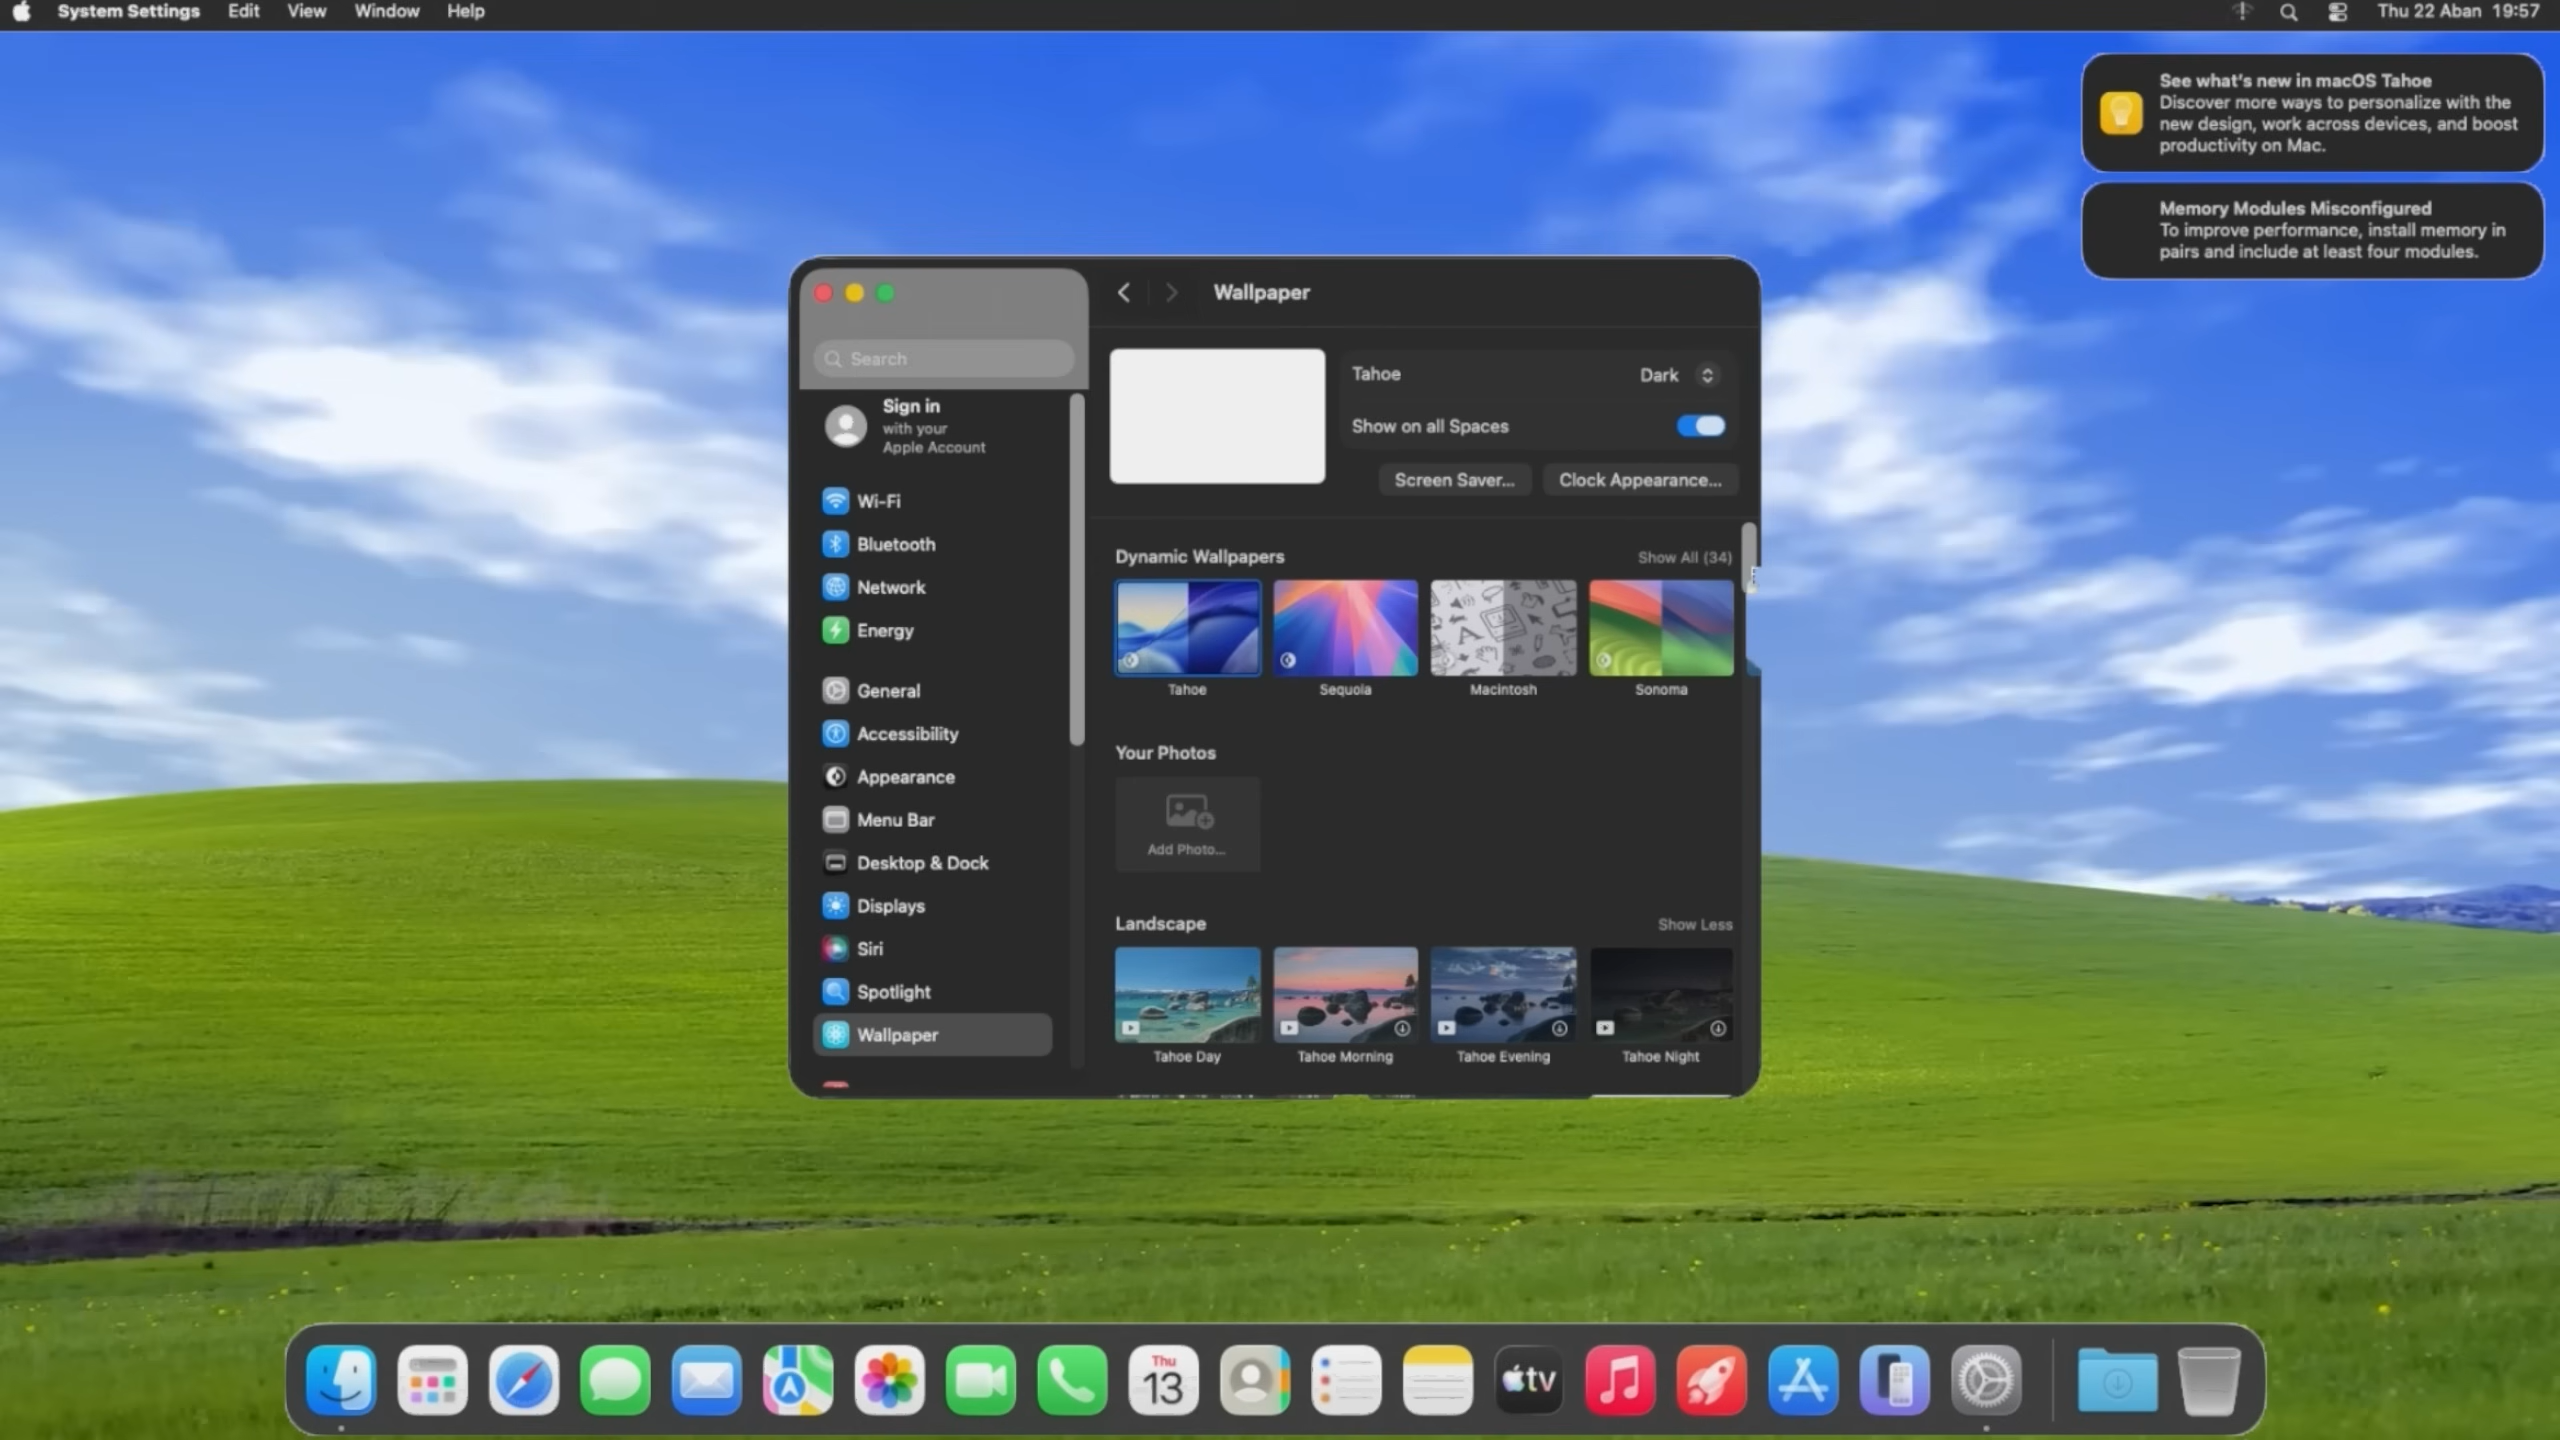 System Settings Edit View Window Help
Thu 22 Aban 19:57
See what's new in macOS Tahoe
Discover more ways to personalize with the
new design, work across devices, and boost
productivity on Mac.
Memory Modules Misconfigured
To improve performance, install memory in
pairs and include at least four modules.
Search
Sign in
with your
Apple Account
Wi-Fi
Bluetooth
Network
Energy
General
Accessibility
Appearance
Menu Bar
Desktop & Dock
Displays
Siri
Spotlight
Wallpaper
Wallpaper
Tahoe Dark
Show on all Spaces
Screen Saver...
Clock Appearance...
Dynamic Wallpapers Show All (34)
Tahoe Sequoia Macintosh Sonoma
Your Photos
Add Photo...
Landscape Show Less
Tahoe Day Tahoe Morning Tahoe Evening Tahoe Night
Thu
13
tv